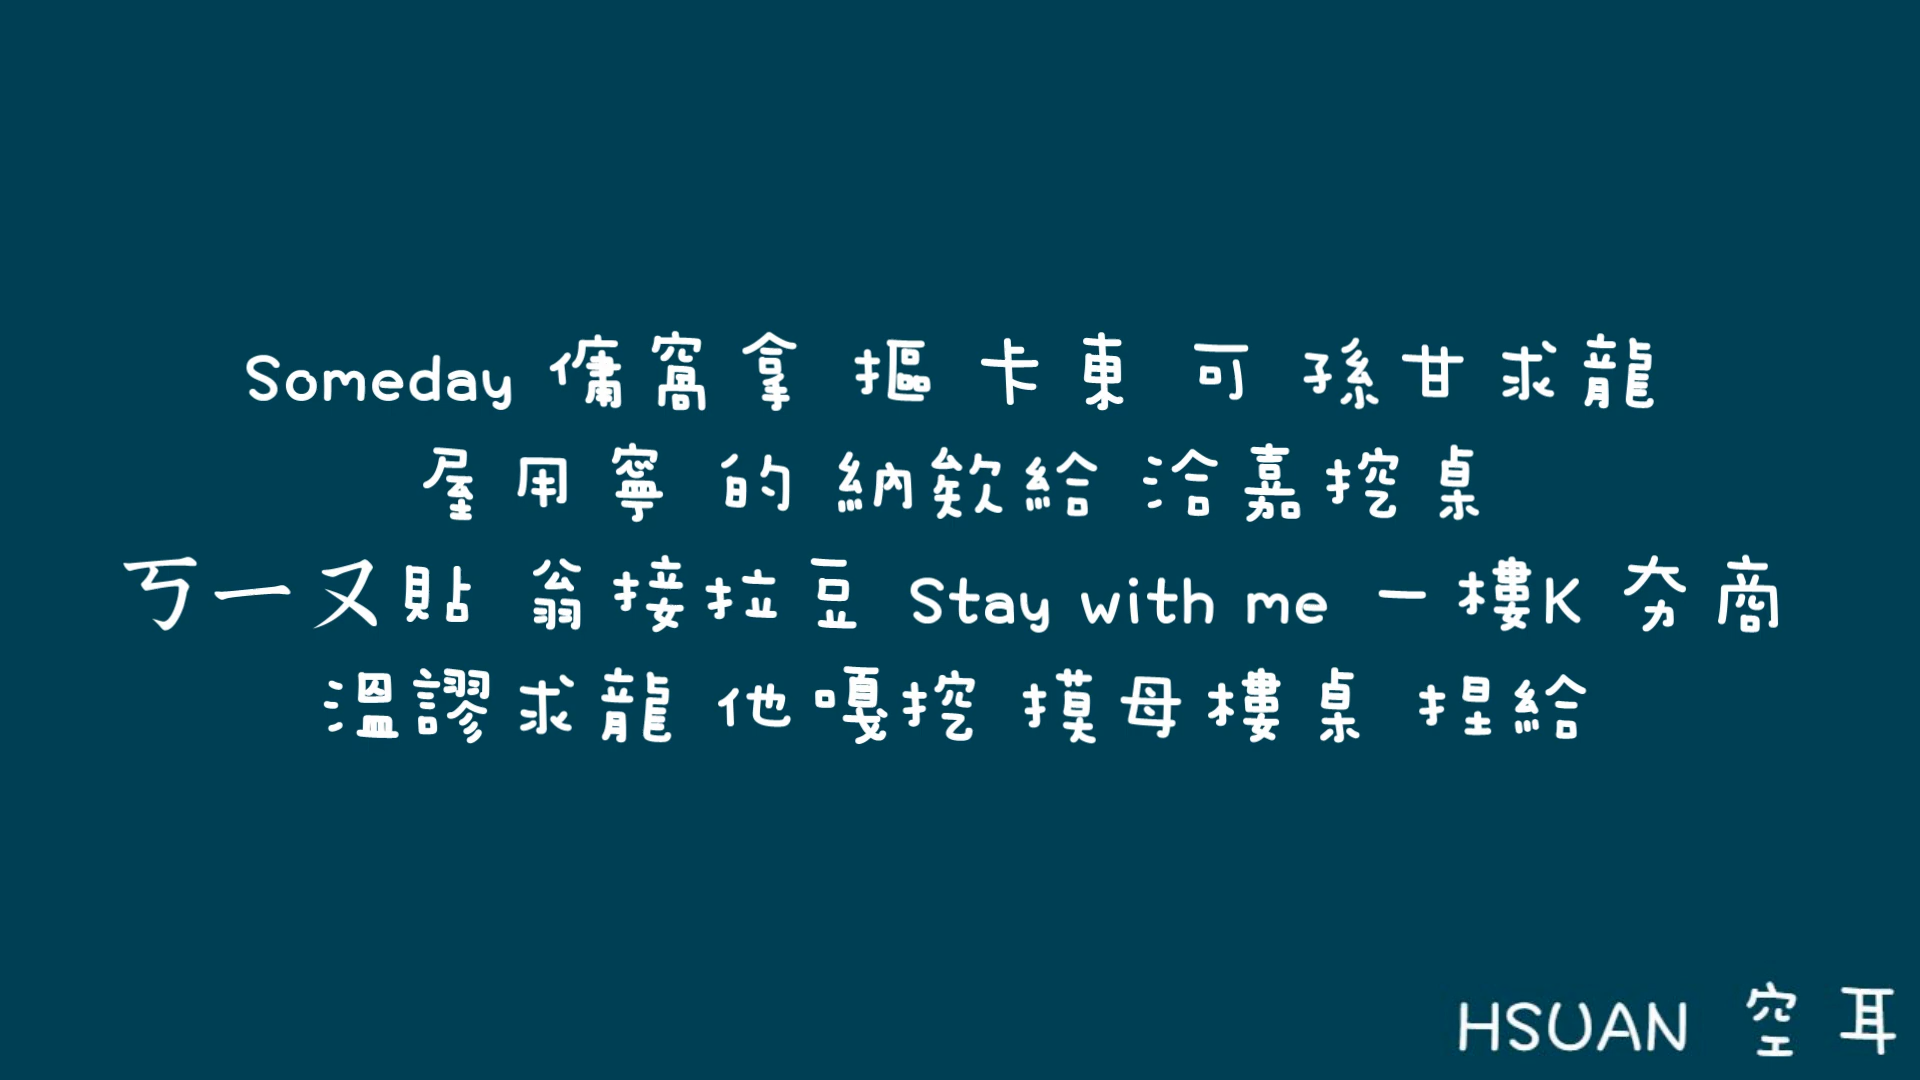 Someday 傭窩拿 摳卡東 可 孫甘求龍
屋用寧 的 納欸給 洽嘉挖桌
ㄎㄧㄡ貼 翁接拉豆 Stay with me 一樓K 夯商
溫謬求龍 他嘎挖 摸母樓桌 捏給
HSUAN 空耳